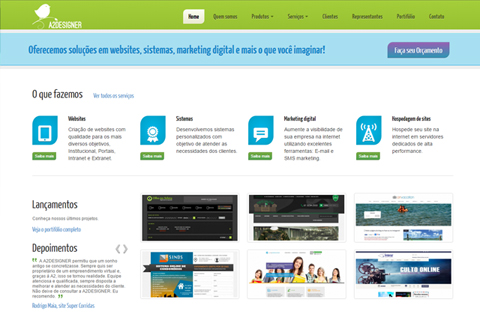 A2DESIGNER
Home Quem somos Produtos Serviços Clientes Representantes Portifólio Contato
Oferecemos soluções em websites, sistemas, marketing digital e mais o que você imaginar!
Faça seu Orçamento
O que fazemos Ver todos os serviços
Websites
Criação de websites com
qualidade para os mais
diversos objetivos,
Institucional, Portais,
Intranet e Extranet.
Saiba mais
Sistemas
Desenvolvemos sistemas
personalizados com
objetivo de atender as
necessidades dos clientes.
Saiba mais
Marketing digital
Aumente a visibilidade de
sua empresa na internet
utilizando excelentes
ferramentas: E-mail e
SMS marketing.
Saiba mais
Hospedagem de sites
Hospede seu site na
internet em servidores
dedicados de alta
performance.
Saiba mais
Lançamentos
Conheça nossos últimos projetos
Veja o portifólio completo
Depoimentos
A A2DESIGNER permitiu que um sonho
antigo se concretizasse. Sempre quis ser
proprietário de um empreendimento virtual e,
graças à A2, isso se tornou realidade. Equipe
atenciosa e qualificada, sempre disposta a
melhorar e atender as necessidades do cliente.
Não deixe de consultar a A2DESIGNER. Eu
recomendo.
Rodrigo Maia, site Super Corridas
SINDS
CULTO ONLINE